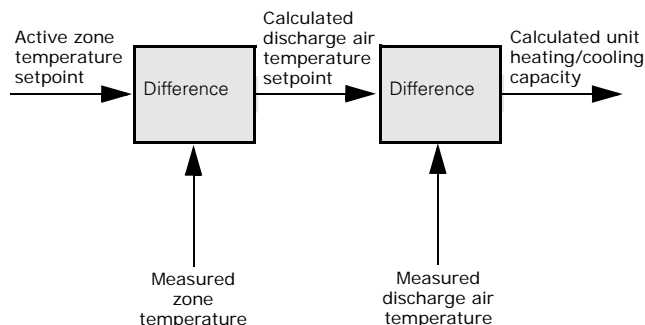 Active zone
temperature
setpoint
Difference
Calculated
discharge air
temperature
setpoint
Difference
Calculated unit
heating/cooling
capacity
Measured
zone
temperature
Measured
discharge air
temperature